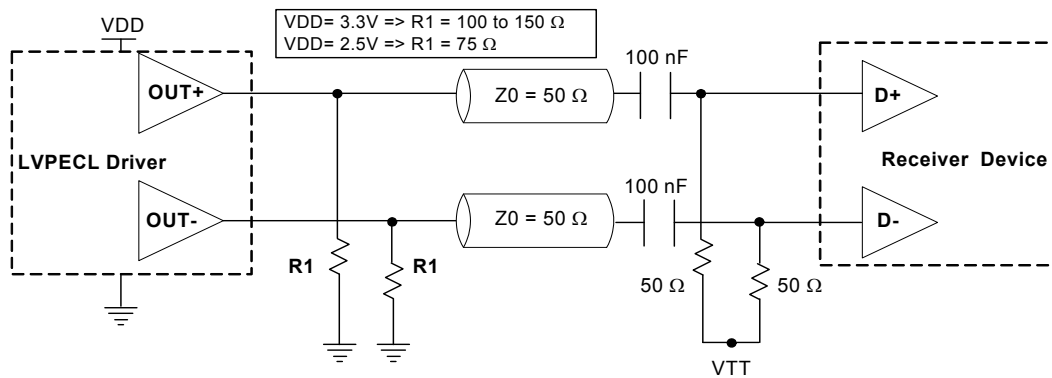 VDD
VDD= 3.3V => R1 = 100 to 150 Ω
VDD= 2.5V => R1 = 75 Ω
100 nF
OUT+
Z0 = 50 Ω
D+
LVPECL Driver
Receiver Device
100 nF
OUT-
Z0 = 50 Ω
D-
R1
R1
50 Ω
50 Ω
VTT